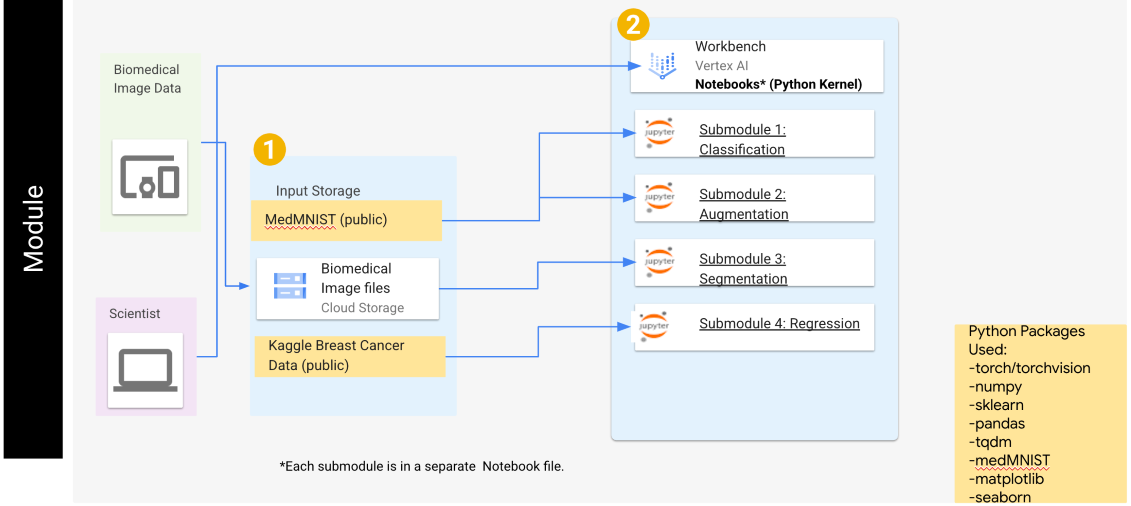 Module
Biomedical
Image Data
Scientist
1
Input Storage
MedMNIST (public)
Biomedical
Image files
Cloud Storage
Kaggle Breast Cancer
Data (public)
2
Workbench
Vertex AI
Notebooks* (Python Kernel)
jupyter
Submodule 1:
Classification
jupyter
Submodule 2:
Augmentation
jupyter
Submodule 3:
Segmentation
jupyter
Submodule 4: Regression
*Each submodule is in a separate Notebook file.
Python Packages
Used:
-torch/torchvision
-numpy
-sklearn
-pandas
-tqdm
-medMNIST
-matplotlib
-seaborn